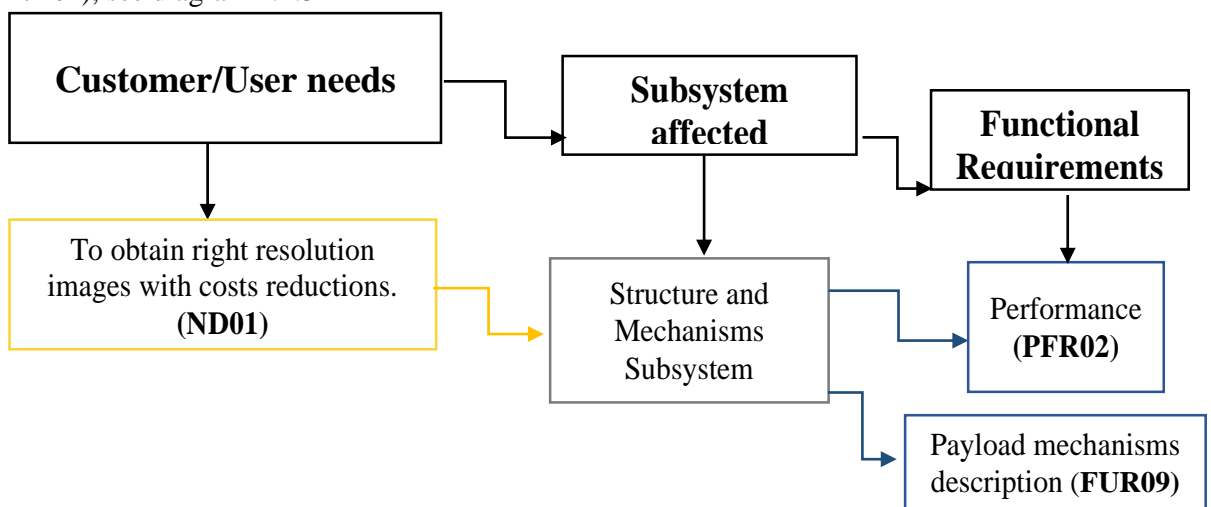 Customer/User needs
Subsystem
affected
Functional
Requirements
To obtain right resolution
images with costs reductions.
(ND01)
Structure and
Mechanisms
Subsystem
Performance
(PFR02)
Payload mechanisms
description (FUR09)